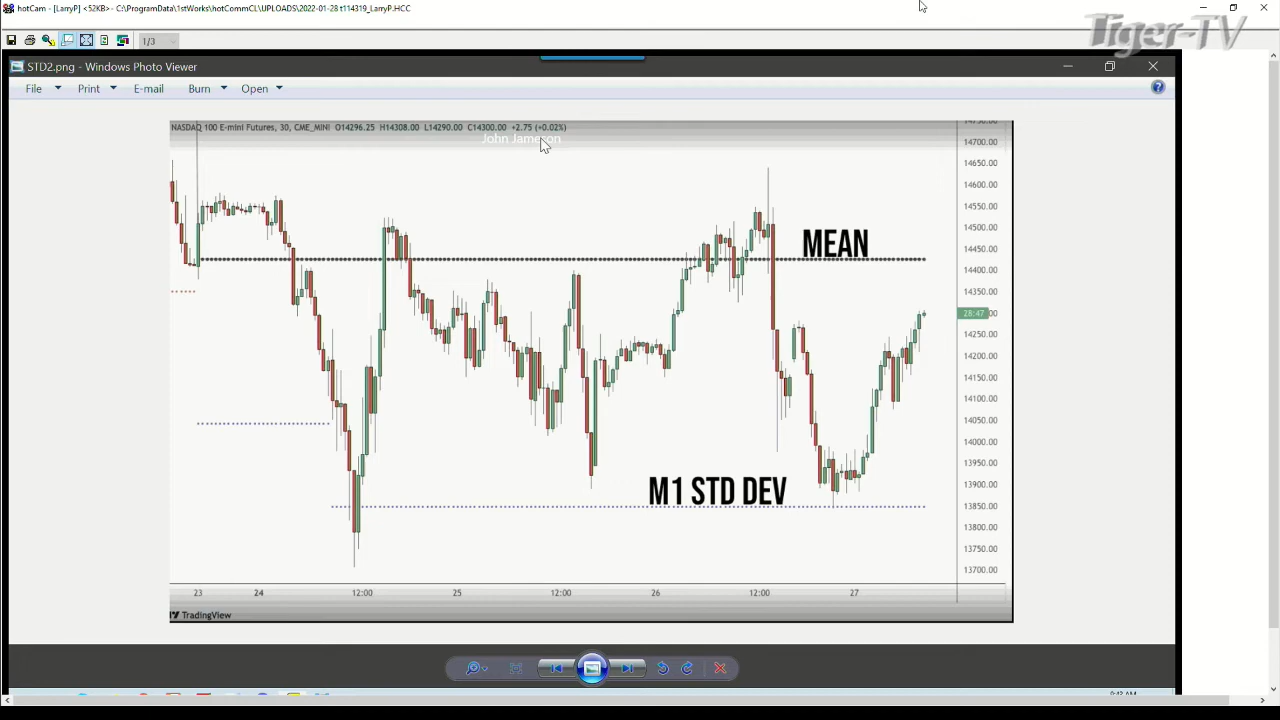 hotCam - [LarryP] <52KB> - C:\ProgramData\1stWorks\hotCommCL\UPLOADS\2022-01-28 t114319_LarryP.HCC
Tiger-TV
1/3
STD2.png - Windows Photo Viewer
File Print E-mail Burn Open
NASDAQ 100 E-mini Futures, 30, CME_MINI O14296.25 H14308.00 L14290.00 C14300.00 +2.75 (+0.02%)
John Jameson
14700.00
14650.00
14600.00
14550.00
14500.00
MEAN
14450.00
14400.00
14350.00
28:47
14250.00
14200.00
14150.00
14100.00
14050.00
14000.00
13950.00
13900.00
M1 STD DEV
13850.00
13800.00
13750.00
13700.00
23 24 12:00 25 12:00 26 12:00 27
TradingView